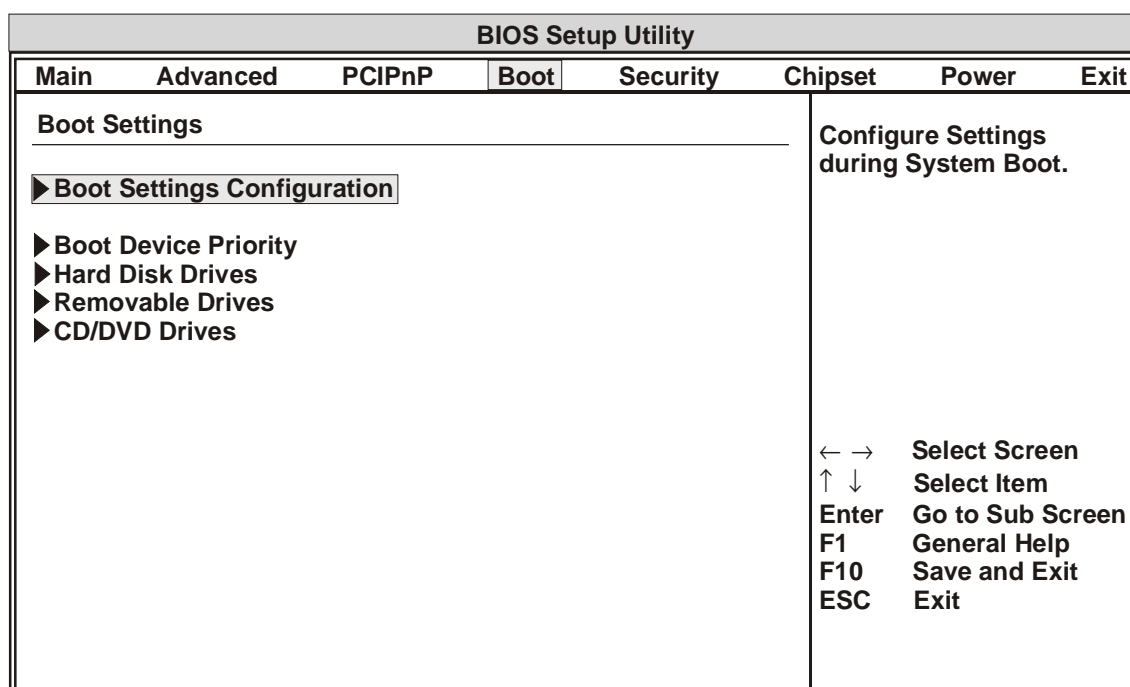 BIOS Setup Utility
Main Advanced PCIPnP Boot Security Chipset Power Exit
Boot Settings
▶Boot Settings Configuration
▶Boot Device Priority
▶Hard Disk Drives
▶Removable Drives
▶CD/DVD Drives
Configure Settings
during System Boot.
← → Select Screen
↑ ↓ Select Item
Enter Go to Sub Screen
F1 General Help
F10 Save and Exit
ESC Exit